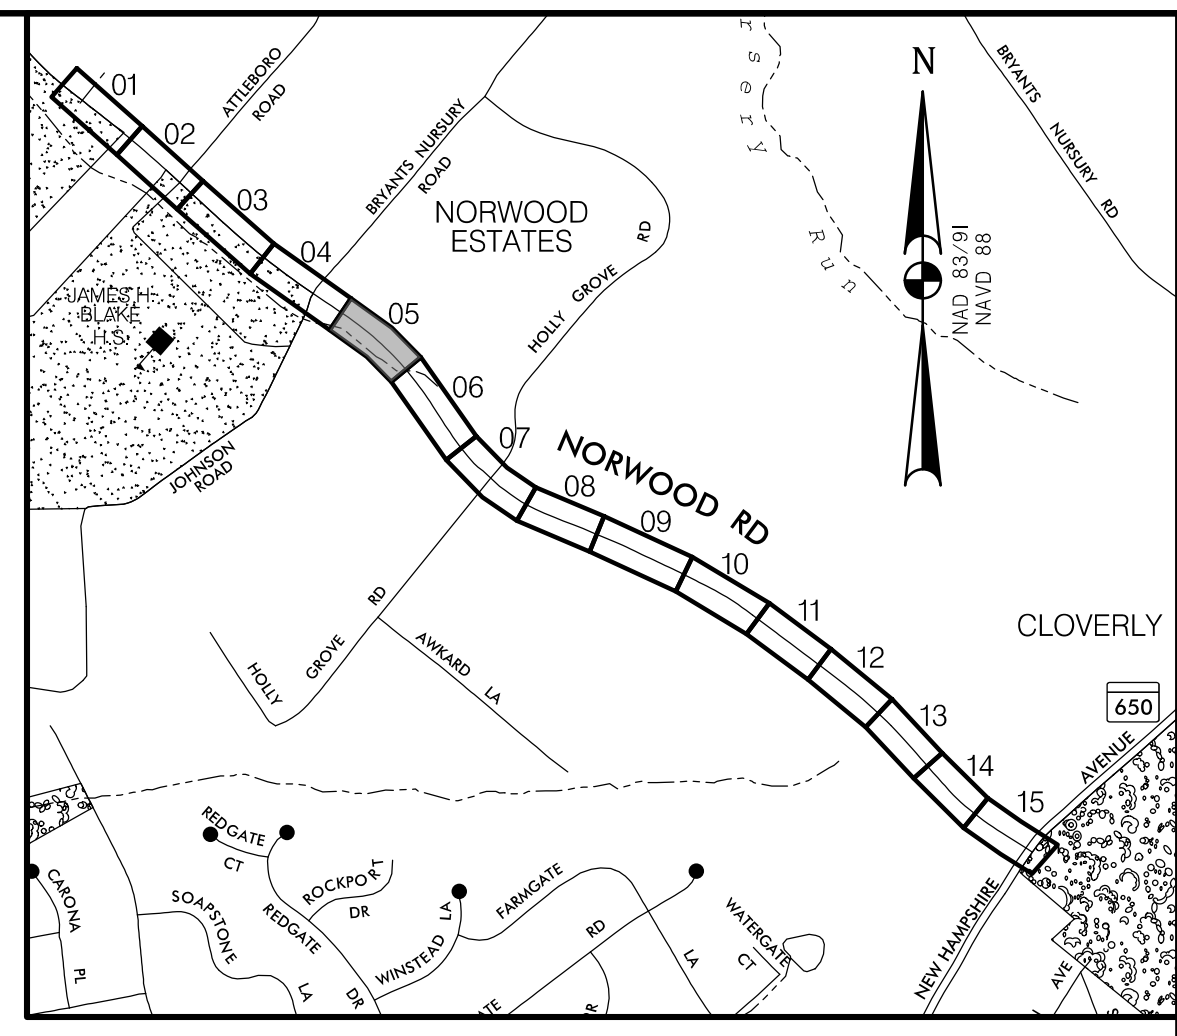 01
02
03
04
05
06
07
08
09
10
11
12
13
14
15
ATTLEBORO
ROAD
BRYANTS NURSURY
ROAD
NORWOOD
ESTATES
HOLLY GROVE RD
rsery
Run
N
NAD 83/91
NAVD 88
BRYANTS NURSURY RD
JAMES H.
BLAKE
H.S.
JOHNSON
ROAD
NORWOOD RD
HOLLY GROVE RD
AWKARD LA
CLOVERLY
650
NEW HAMPSHIRE AVENUE
REDGATE
CT
ROCKPORT
DR
SOAPSTONE LA
REDGATE DR
WINSTEAD LA
FARMGATE LA
RD
WATERGATE
CT
CARONA PL
AVE